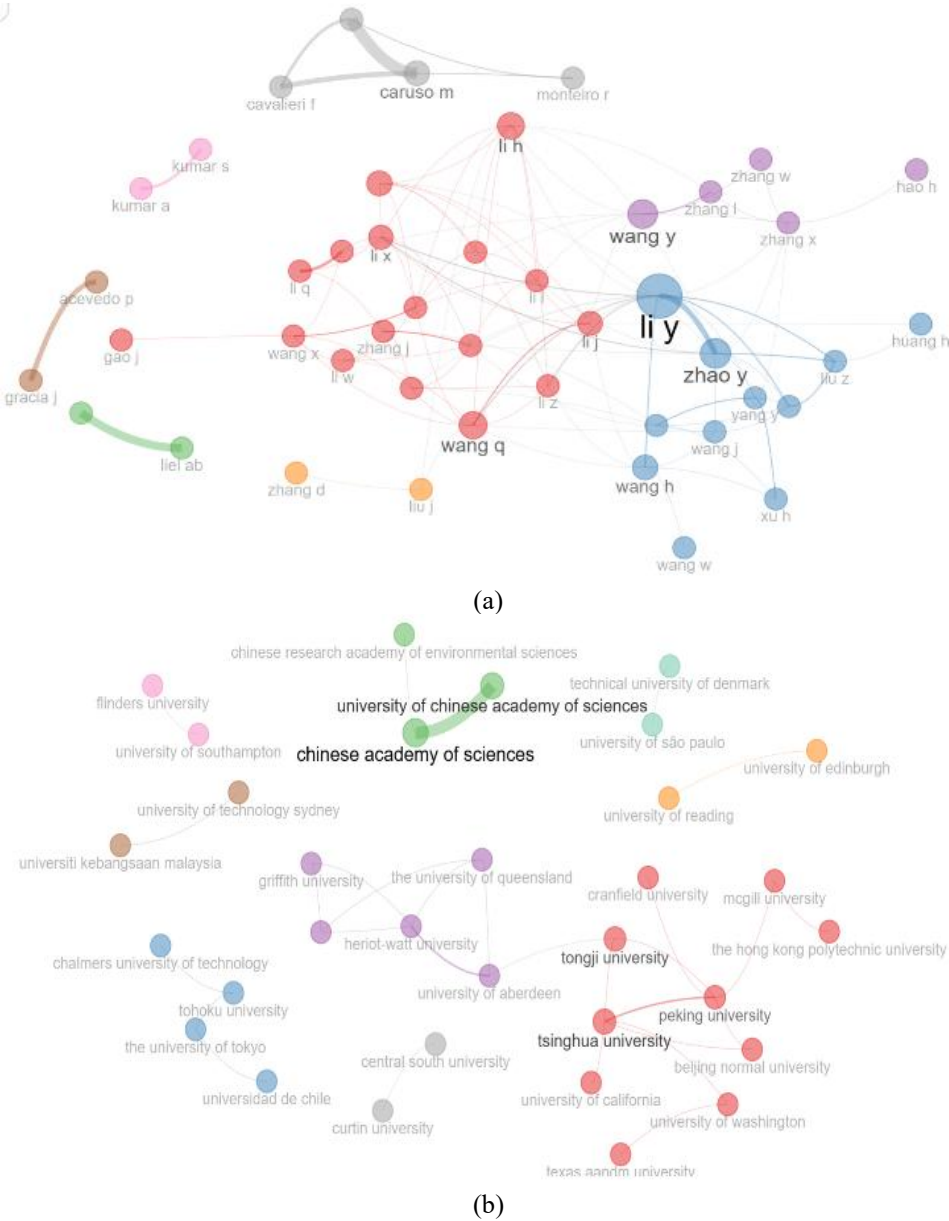 cavalieri f
caruso m
monteiro r
li h
kumar s
kumar a
zhang w
hao h
zhang l
wang y
zhang x
li x
li q
acevedo p
li l
li y
gao j
wang x
zhang j
li j
huang h
li w
zhao y
liu z
gracia j
li z
yang y
wang q
wang j
liel ab
zhang d
liu j
wang h
xu h
wang w
(a)
chinese research academy of environmental sciences
flinders university
university of chinese academy of sciences
technical university of denmark
university of southampton
chinese academy of sciences
university of são paulo
university of edinburgh
university of technology sydney
university of reading
universiti kebangsaan malaysia
griffith university
the university of queensland
cranfield university
mcgill university
heriot-watt university
tongji university
the hong kong polytechnic university
chalmers university of technology
university of aberdeen
tohoku university
peking university
the university of tokyo
tsinghua university
central south university
beijing normal university
universidad de chile
university of california
university of washington
curtin university
texas aandm university
(b)